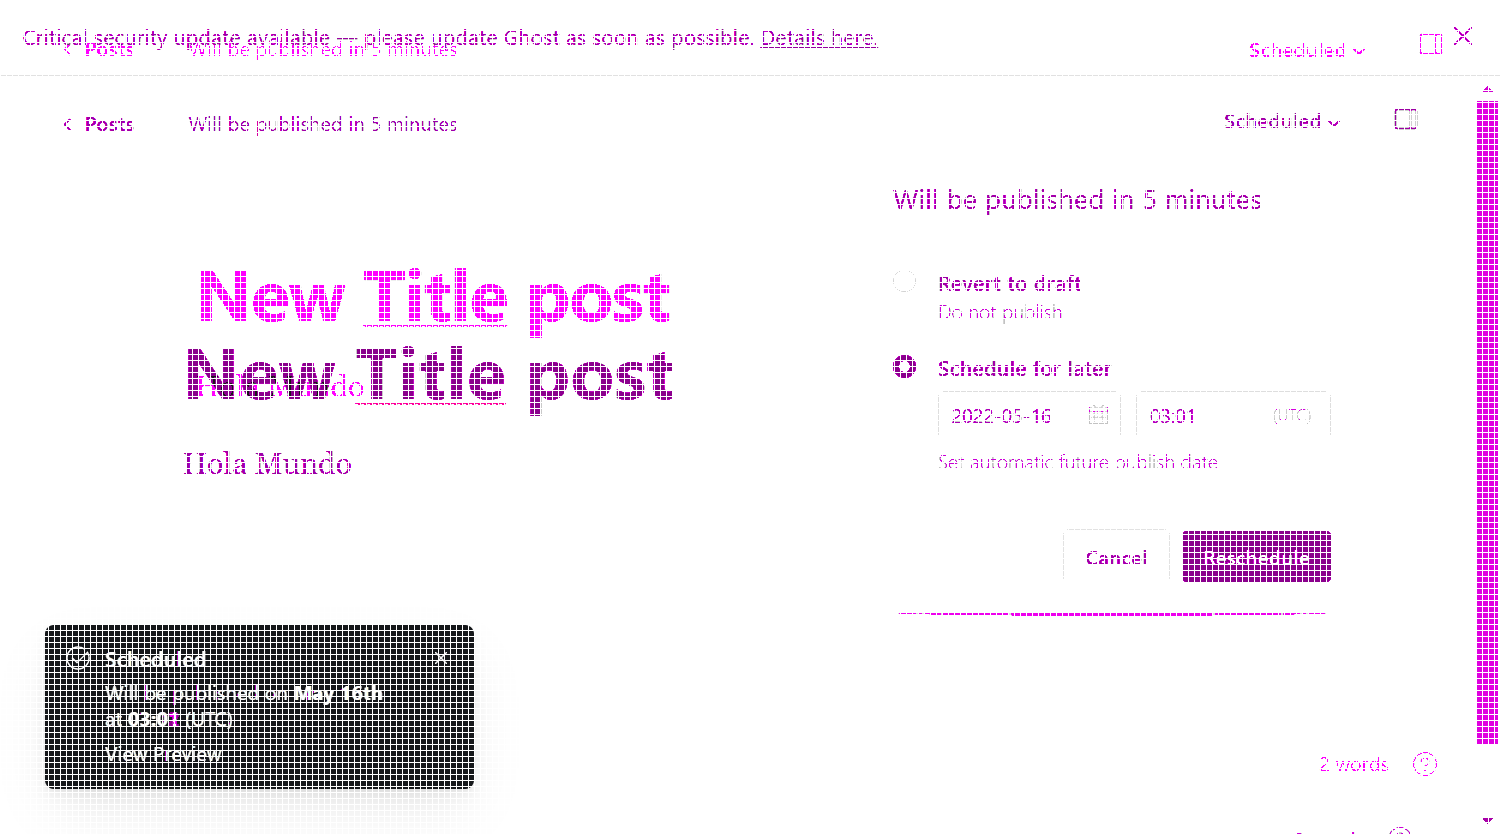 Critical security update available — please update Ghost as soon as possible. Details here.
Posts
Will be published in 5 minutes
Scheduled
Posts
Will be published in 5 minutes
Scheduled
Will be published in 5 minutes
New Title post
Revert to draft
Do not publish
New Title post
Schedule for later
Mundo
2022-05-16
03:01
(UTC)
Hola Mundo
Set automatic future publish date
Cancel
Reschedule
Scheduled
Will be published on May 16th
at 03:01 (UTC)
View Preview
2 words
?